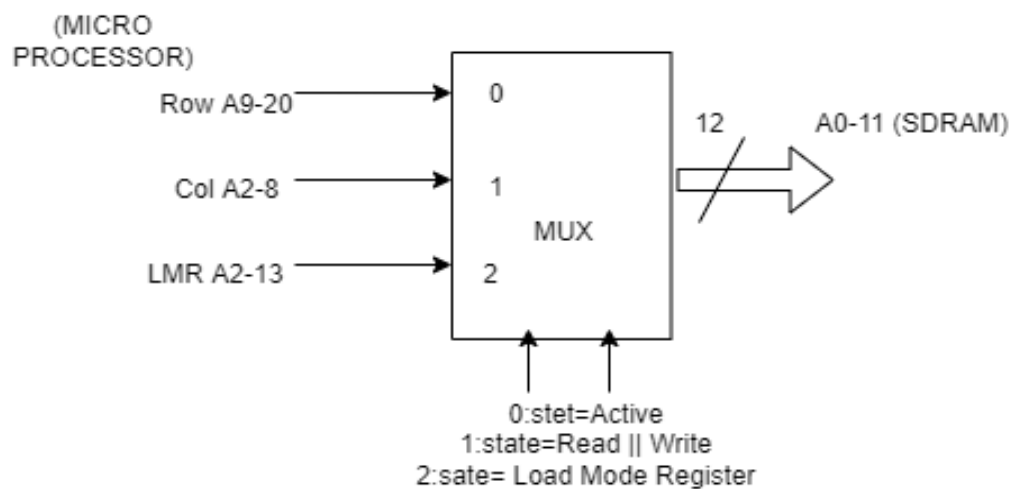 (MICRO
PROCESSOR)
Row A9-20
0
12
A0-11 (SDRAM)
Col A2-8
1
MUX
LMR A2-13
2
0:stet=Active
1:state=Read || Write
2:sate= Load Mode Register